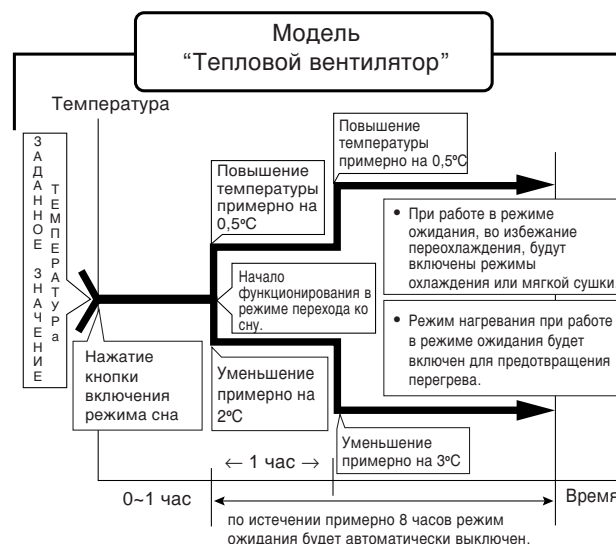 Модель
“Тепловой вентилятор”
Температура
ЗАДАННОЕ ЗНАЧЕНИЕ
ТЕМПЕРАТУРа
Повышение
температуры
примерно на 0,5ºC
Повышение
температуры
примерно на
0,5ºC
• При работе в режиме
ожидания, во избежание
переохлаждения, будут
включены режимы
охлаждения или мягкой сушки.
Начало
функционирования в
режиме перехода ко
сну.
• Режим нагревания при работе
в режиме ожидания будет
включен для предотвращения
перегрева.
Нажатие
кнопки
включения
режима сна
Уменьшение
примерно на
2ºC
Уменьшение
примерно на 3ºC
← 1 час →
0~1 час
Время
по истечении примерно 8 часов режим
ожидания будет автоматически выключен.